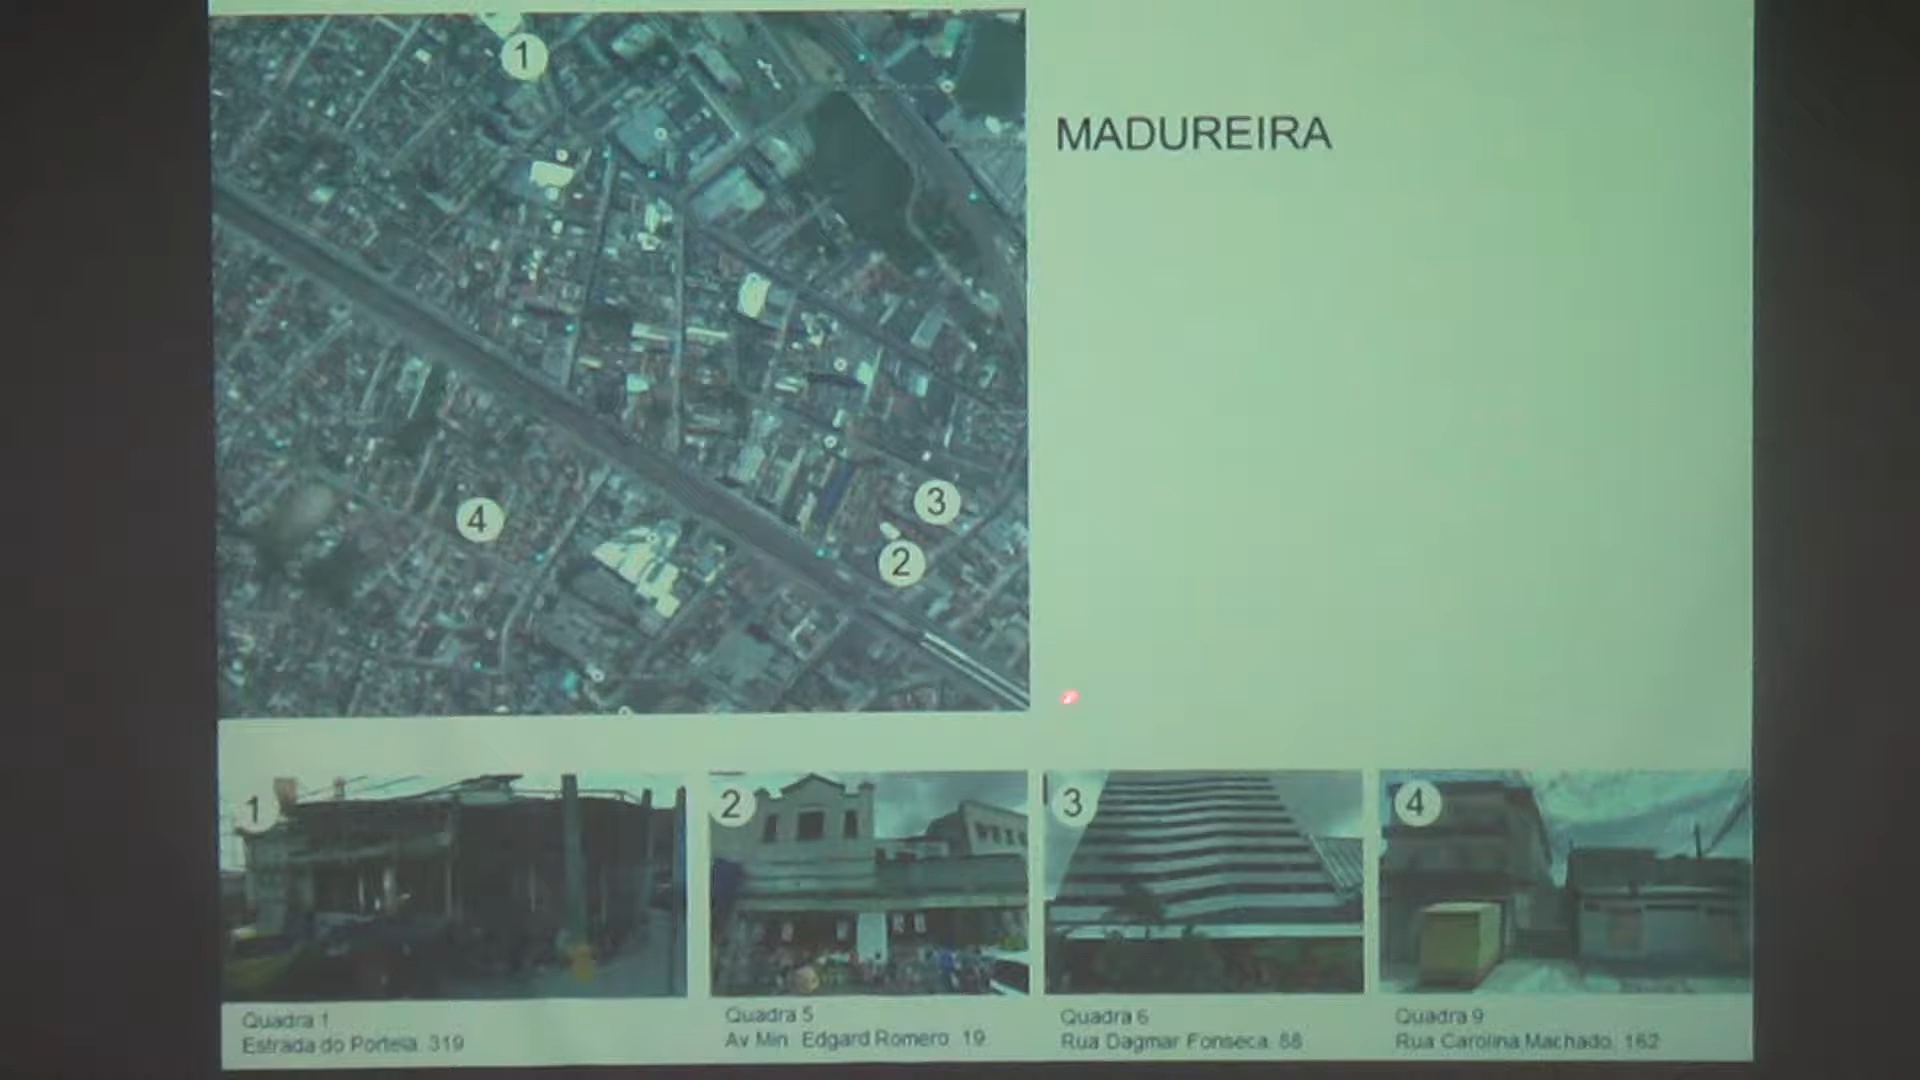 1
MADUREIRA
3
4
2
1
2
3
4
Quadra 1
Estrada do Portela, 319
Quadra 5
Av Min. Edgard Romero, 19
Quadra 6
Rua Dagmar Fonseca, 88
Quadra 9
Rua Carolina Machado, 162